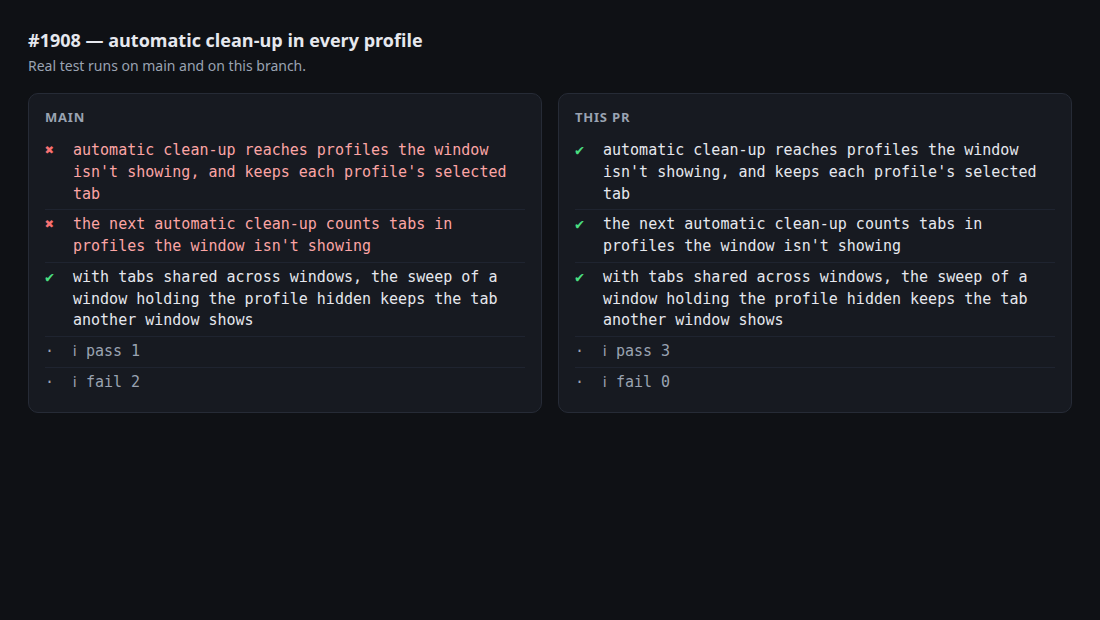 #1908 — automatic clean-up in every profile
Real test runs on main and on this branch.
MAIN
✖ automatic clean-up reaches profiles the window
isn't showing, and keeps each profile's selected
tab
✖ the next automatic clean-up counts tabs in
profiles the window isn't showing
✔ with tabs shared across windows, the sweep of a
window holding the profile hidden keeps the tab
another window shows
· ℹ pass 1
· ℹ fail 2
THIS PR
✔ automatic clean-up reaches profiles the window
isn't showing, and keeps each profile's selected
tab
✔ the next automatic clean-up counts tabs in
profiles the window isn't showing
✔ with tabs shared across windows, the sweep of a
window holding the profile hidden keeps the tab
another window shows
· ℹ pass 3
· ℹ fail 0